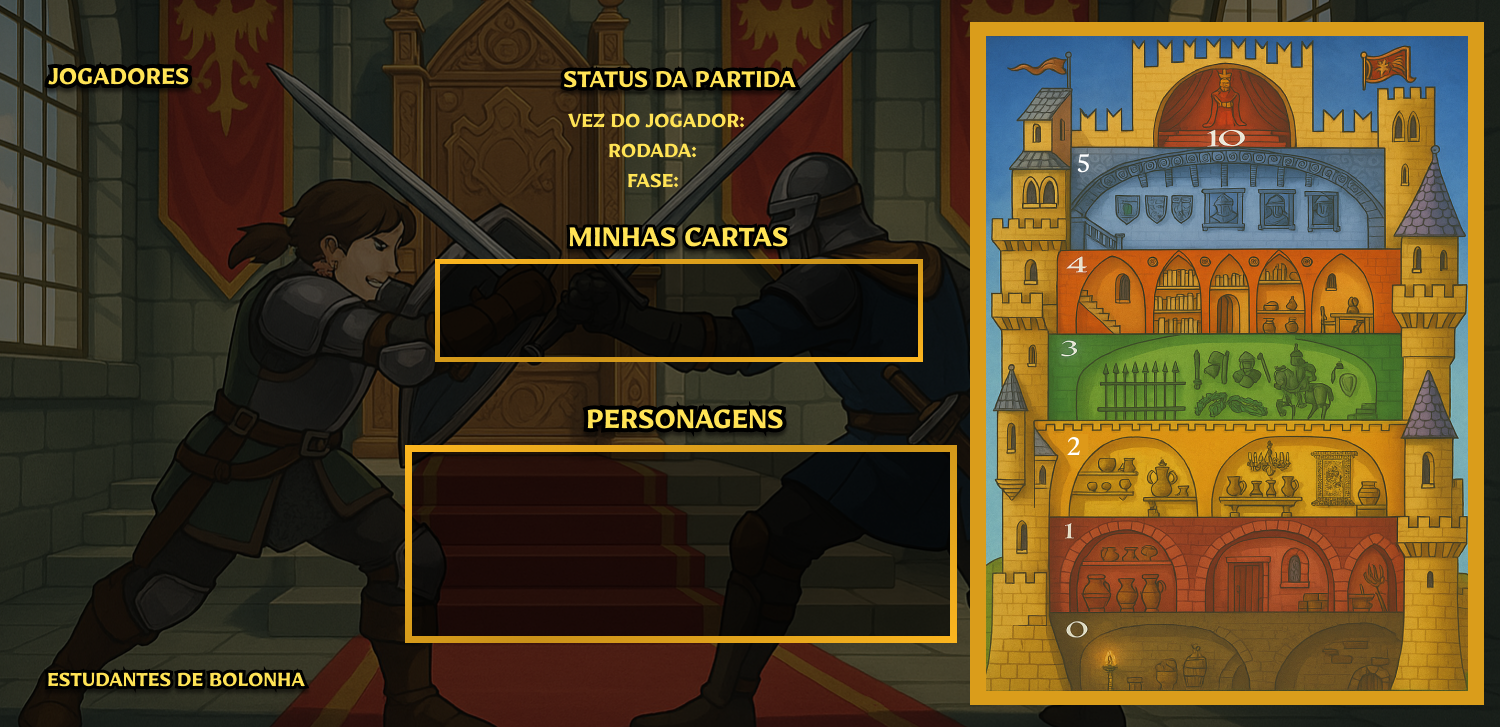 JOGADORES
STATUS DA PARTIDA
VEZ DO JOGADOR:
RODADA:
FASE:
MINHAS CARTAS
PERSONAGENS
ESTUDANTES DE BOLONHA
10
5
4
3
2
1
0